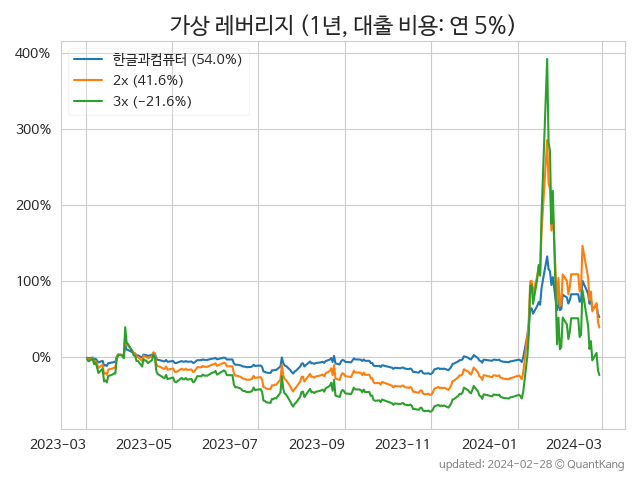 가상 레버리지 (1년, 대출 비용: 연 5%)
한글과컴퓨터 (54.0%)
2x (41.6%)
3x (−21.6%)
400%
300%
200%
100%
0%
2023-03 2023-05 2023-07 2023-09 2023-11 2024-01 2024-03
updated: 2024-02-28 © QuantKang